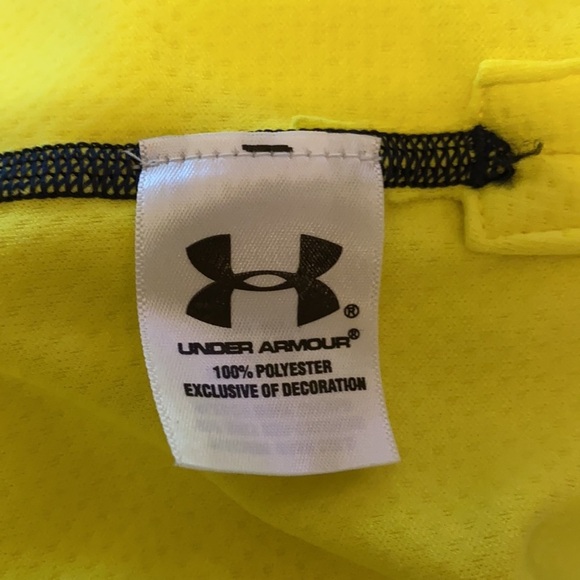 ®
UNDER ARMOUR®
100% POLYESTER
EXCLUSIVE OF DECORATION